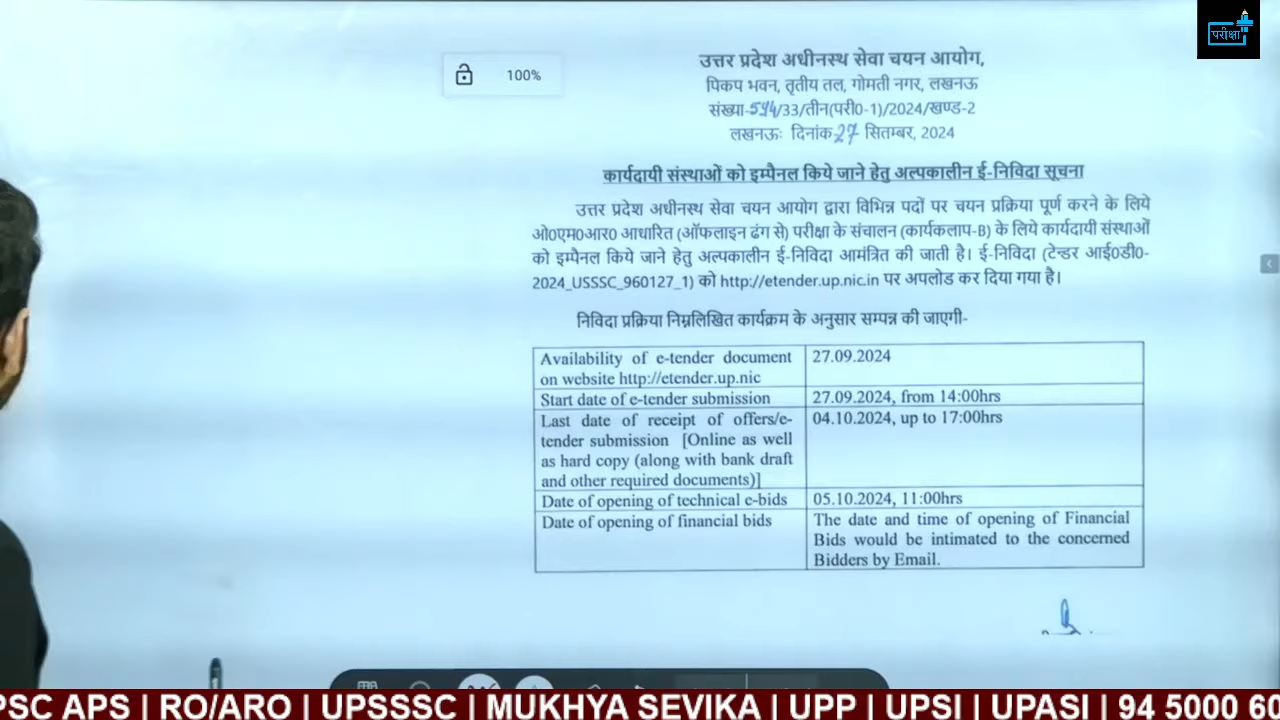 परीक्षा
100%
उत्तर प्रदेश अधीनस्थ सेवा चयन आयोग,
पिकप भवन, तृतीय तल, गोमती नगर, लखनऊ
संख्या-594/33/तीन(परी0-1)/2024/खण्ड-2
लखनऊः दिनांक 27 सितम्बर, 2024
कार्यदायी संस्थाओं को इम्पैनल किये जाने हेतु अल्पकालीन ई-निविदा सूचना
उत्तर प्रदेश अधीनस्थ सेवा चयन आयोग द्वारा विभिन्न पदों पर चयन प्रक्रिया पूर्ण करने के लिये
ओ0एम0आर0 आधारित (ऑफलाइन ढंग से) परीक्षा के संचालन (कार्यकलाप-B) के लिये कार्यदायी संस्थाओं
को इम्पैनल किये जाने हेतु अल्पकालीन ई-निविदा आमंत्रित की जाती है। ई-निविदा (टेन्डर आई0डी0-
2024_USSSC_960127_1) को http://etender.up.nic.in पर अपलोड कर दिया गया है।
निविदा प्रक्रिया निम्नलिखित कार्यक्रम के अनुसार सम्पन्न की जाएगी-
Availability of e-tender document 27.09.2024
on website http://etender.up.nic
Start date of e-tender submission 27.09.2024, from 14:00hrs
Last date of receipt of offers/e- 04.10.2024, up to 17:00hrs
tender submission [Online as well
as hard copy (along with bank draft
and other required documents)]
Date of opening of technical e-bids 05.10.2024, 11:00hrs
Date of opening of financial bids The date and time of opening of Financial
Bids would be intimated to the concerned
Bidders by Email.
PSC APS | RO/ARO | UPSSSC | MUKHYA SEVIKA | UPP | UPSI | UPASI | 94 5000 60